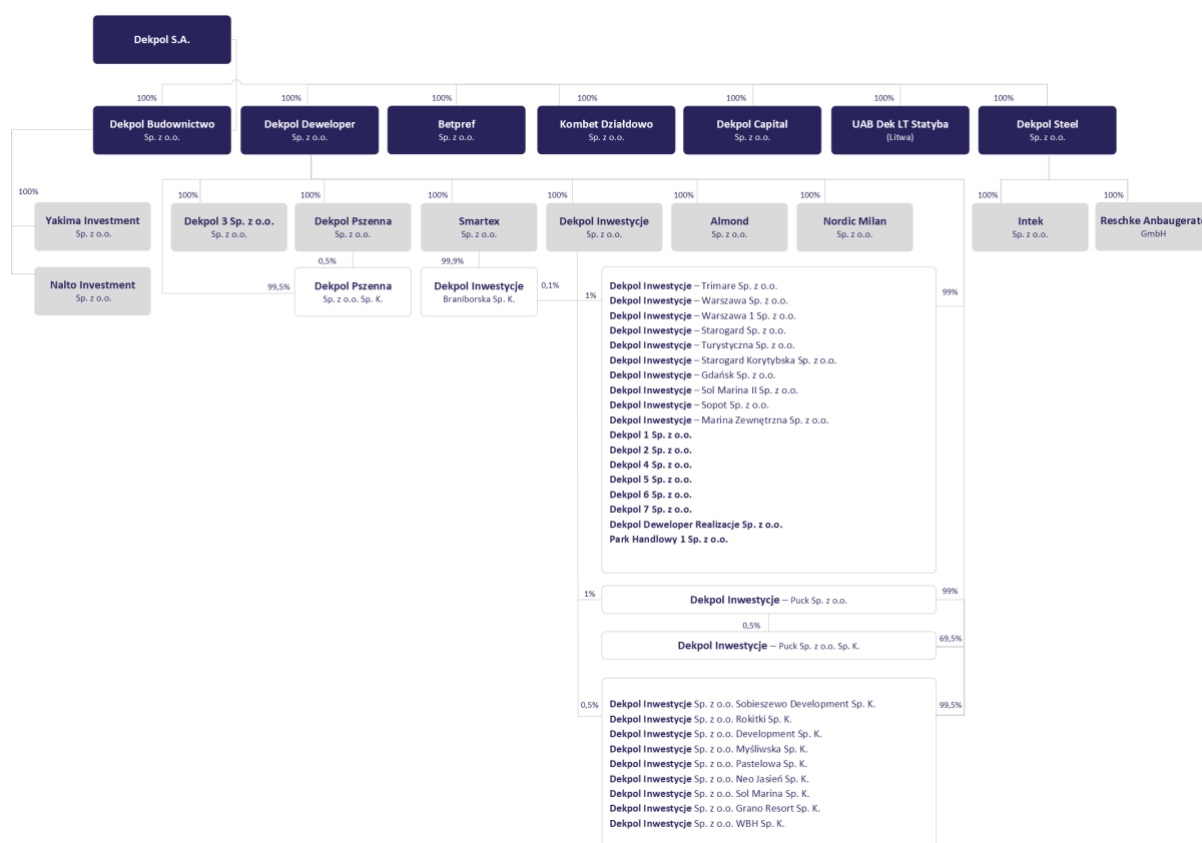 Dekpol S.A.
100%
100%
100%
100%
100%
100%
100%
Dekpol Budownictwo
Sp. z o.o.
Dekpol Deweloper
Sp. z o.o.
Betpref
Sp. z o.o.
Kombet Działdowo
Sp. z o.o.
Dekpol Capital
Sp. z o.o.
UAB Dek LT Statyba
(Litwa)
Dekpol Steel
Sp. z o.o.
100%
100%
100%
100%
100%
100%
100%
100%
100%
Yakima Investment
Sp. z o.o.
Dekpol 3 Sp. z o.o.
Sp. z o.o.
Dekpol Pszenna
Sp. z o.o.
Smartex
Sp. z o.o.
Dekpol Inwestycje
Sp. z o.o.
Almond
Sp. z o.o.
Nordic Milan
Sp. z o.o.
Intek
Sp. z o.o.
Reschke Anbaugerät
GmbH
Nalto Investment
Sp. z o.o.
0,5%
99,9%
99,5%
Dekpol Pszenna
Sp. z o.o. Sp. K.
Dekpol Inwestycje
Braniborska Sp. K.
0,1%
1%
99%
Dekpol Inwestycje – Trimare Sp. z o.o.
Dekpol Inwestycje – Warszawa Sp. z o.o.
Dekpol Inwestycje – Warszawa 1 Sp. z o.o.
Dekpol Inwestycje – Starogard Sp. z o.o.
Dekpol Inwestycje – Turystyczna Sp. z o.o.
Dekpol Inwestycje – Starogard Korytybska Sp. z o.o.
Dekpol Inwestycje – Gdańsk Sp. z o.o.
Dekpol Inwestycje – Sol Marina II Sp. z o.o.
Dekpol Inwestycje – Sopot Sp. z o.o.
Dekpol Inwestycje – Marina Zewnętrzna Sp. z o.o.
Dekpol 1 Sp. z o.o.
Dekpol 2 Sp. z o.o.
Dekpol 4 Sp. z o.o.
Dekpol 5 Sp. z o.o.
Dekpol 6 Sp. z o.o.
Dekpol 7 Sp. z o.o.
Dekpol Deweloper Realizacje Sp. z o.o.
Park Handlowy 1 Sp. z o.o.
1%
Dekpol Inwestycje – Puck Sp. z o.o.
99%
0,5%
Dekpol Inwestycje – Puck Sp. z o.o. Sp. K.
69,5%
0,5%
99,5%
Dekpol Inwestycje Sp. z o.o. Sobieszewo Development Sp. K.
Dekpol Inwestycje Sp. z o.o. Rokitki Sp. K.
Dekpol Inwestycje Sp. z o.o. Development Sp. K.
Dekpol Inwestycje Sp. z o.o. Myśliwska Sp. K.
Dekpol Inwestycje Sp. z o.o. Pastelowa Sp. K.
Dekpol Inwestycje Sp. z o.o. Neo Jasień Sp. K.
Dekpol Inwestycje Sp. z o.o. Sol Marina Sp. K.
Dekpol Inwestycje Sp. z o.o. Grano Resort Sp. K.
Dekpol Inwestycje Sp. z o.o. WBH Sp. K.